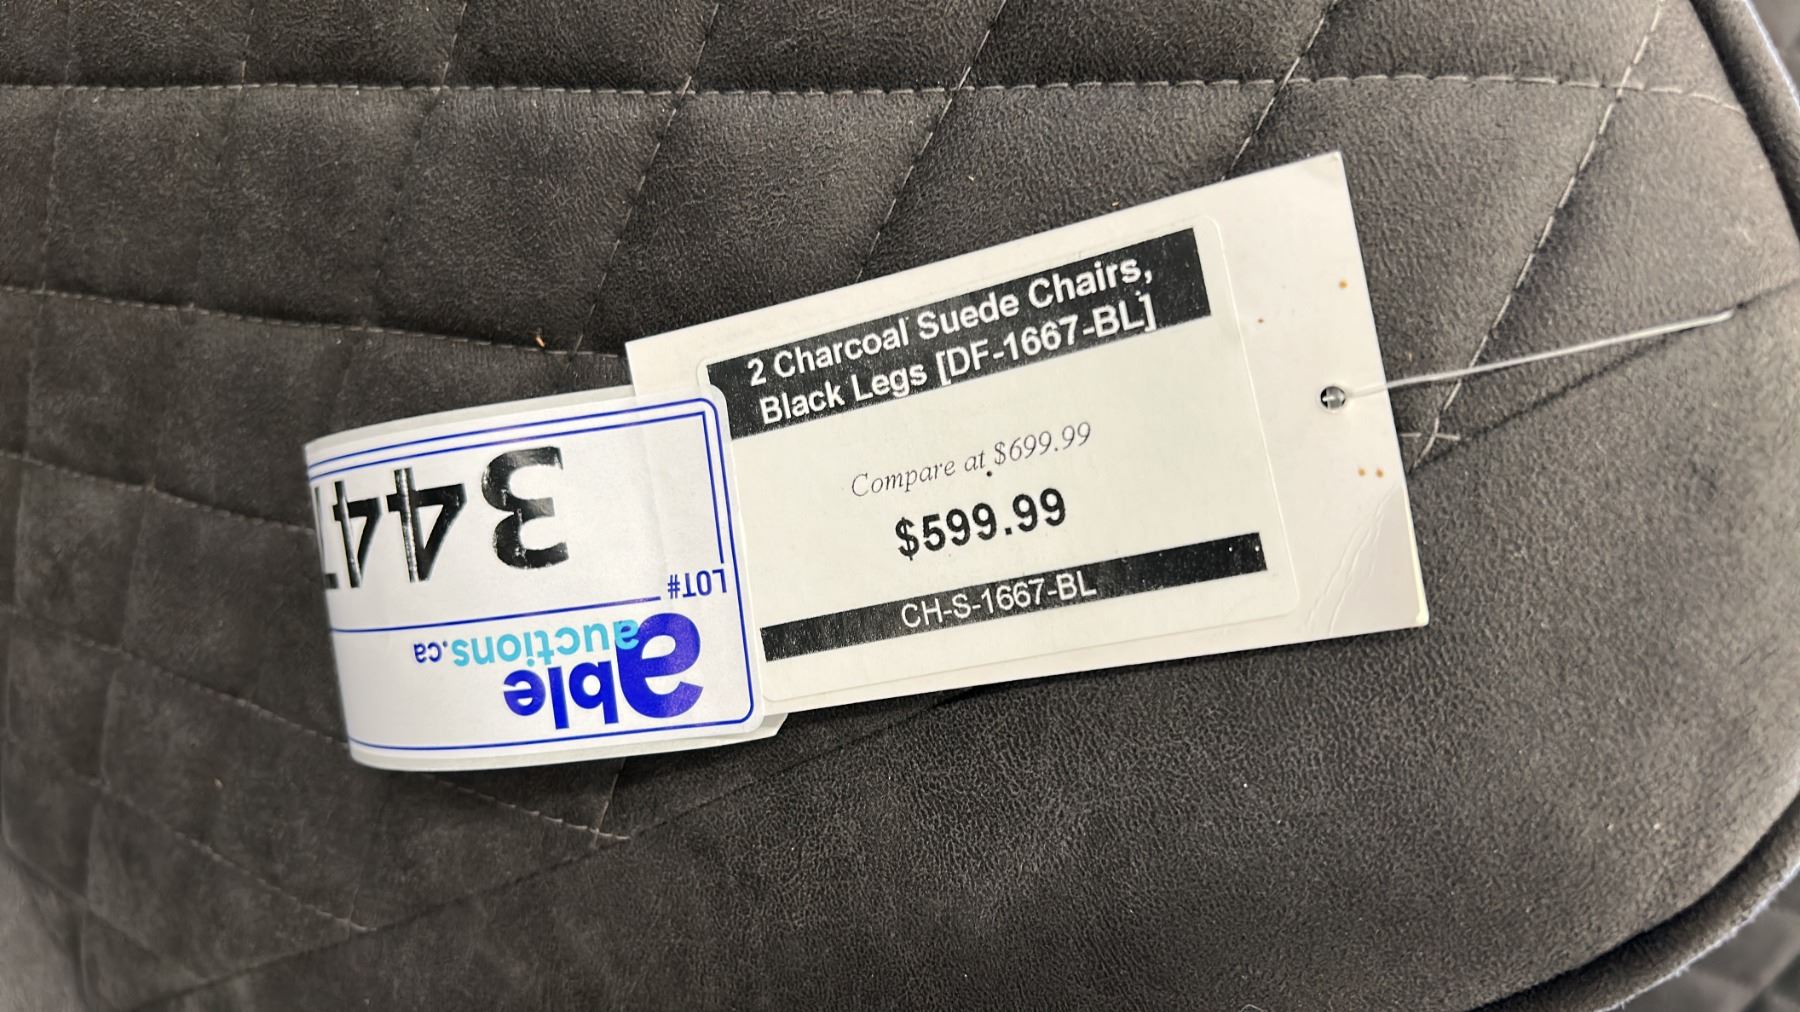 2 Charcoal Suede Chairs,
Black Legs [DF-1667-BL]
Compare at $699.99
$599.99
CH-S-1667-BL
able
auctions.ca
LOT#
344